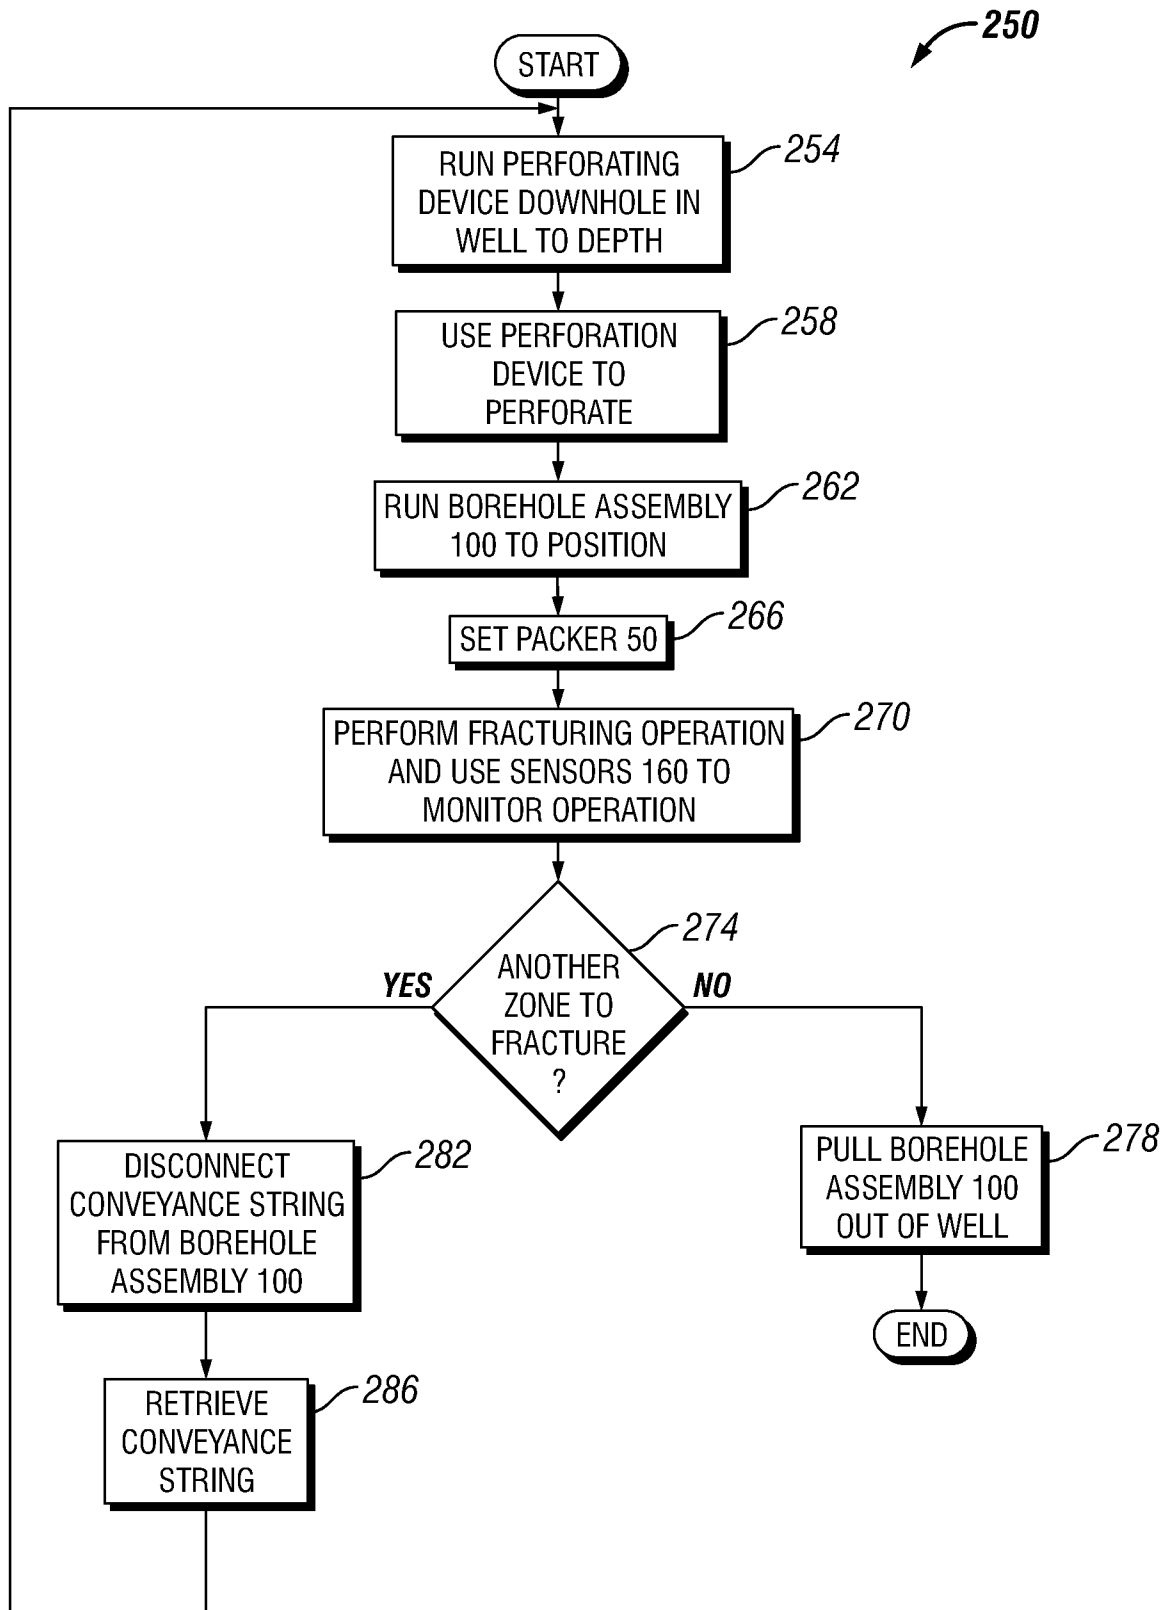 250
START
RUN PERFORATING
DEVICE DOWNHOLE IN
WELL TO DEPTH
254
USE PERFORATION
DEVICE TO
PERFORATE
258
RUN BOREHOLE ASSEMBLY
100 TO POSITION
262
SET PACKER 50
266
PERFORM FRACTURING OPERATION
AND USE SENSORS 160 TO
MONITOR OPERATION
270
ANOTHER
ZONE TO
FRACTURE
?
274
YES
NO
DISCONNECT
CONVEYANCE STRING
FROM BOREHOLE
ASSEMBLY 100
282
PULL BOREHOLE
ASSEMBLY 100
OUT OF WELL
278
END
RETRIEVE
CONVEYANCE
STRING
286